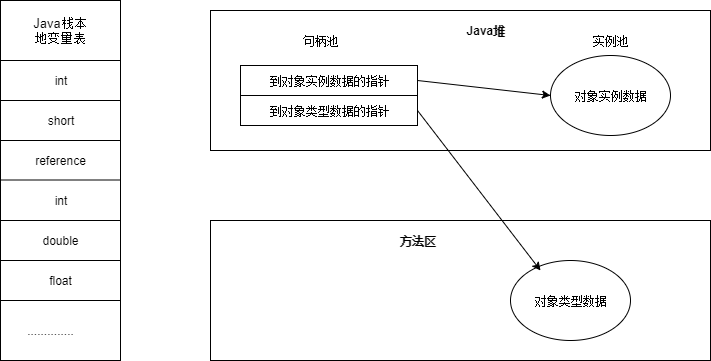 Java栈本
地变量表
int
short
reference
int
double
float
..............
Java堆
句柄池
实例池
到对象实例数据的指针
到对象类型数据的指针
对象实例数据
方法区
对象类型数据